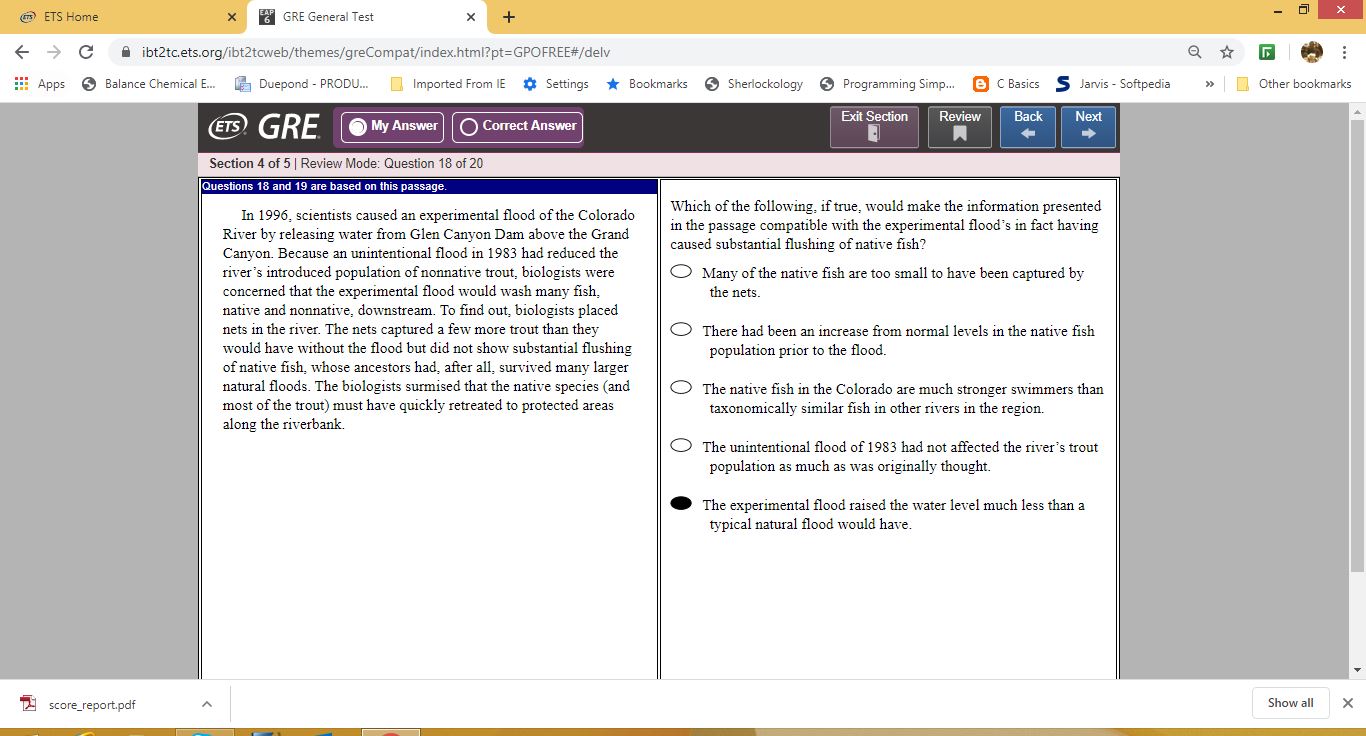 ETS Home
GRE General Test
ibt2tc.ets.org/ibt2tcweb/themes/greCompat/index.html?pt=GPOFREE#/delv
Apps Balance Chemical E... Duepond - PRODU... Imported From IE Settings Bookmarks Sherlockology Programming Simp... C Basics Jarvis - Softpedia » Other bookmarks
ETS GRE My Answer Correct Answer Exit Section Review Back Next
Section 4 of 5 | Review Mode: Question 18 of 20
Questions 18 and 19 are based on this passage.
In 1996, scientists caused an experimental flood of the Colorado
River by releasing water from Glen Canyon Dam above the Grand
Canyon. Because an unintentional flood in 1983 had reduced the
river's introduced population of nonnative trout, biologists were
concerned that the experimental flood would wash many fish,
native and nonnative, downstream. To find out, biologists placed
nets in the river. The nets captured a few more trout than they
would have without the flood but did not show substantial flushing
of native fish, whose ancestors had, after all, survived many larger
natural floods. The biologists surmised that the native species (and
most of the trout) must have quickly retreated to protected areas
along the riverbank.
Which of the following, if true, would make the information presented
in the passage compatible with the experimental flood's in fact having
caused substantial flushing of native fish?
Many of the native fish are too small to have been captured by
the nets.
There had been an increase from normal levels in the native fish
population prior to the flood.
The native fish in the Colorado are much stronger swimmers than
taxonomically similar fish in other rivers in the region.
The unintentional flood of 1983 had not affected the river's trout
population as much as was originally thought.
The experimental flood raised the water level much less than a
typical natural flood would have.
score_report.pdf
Show all